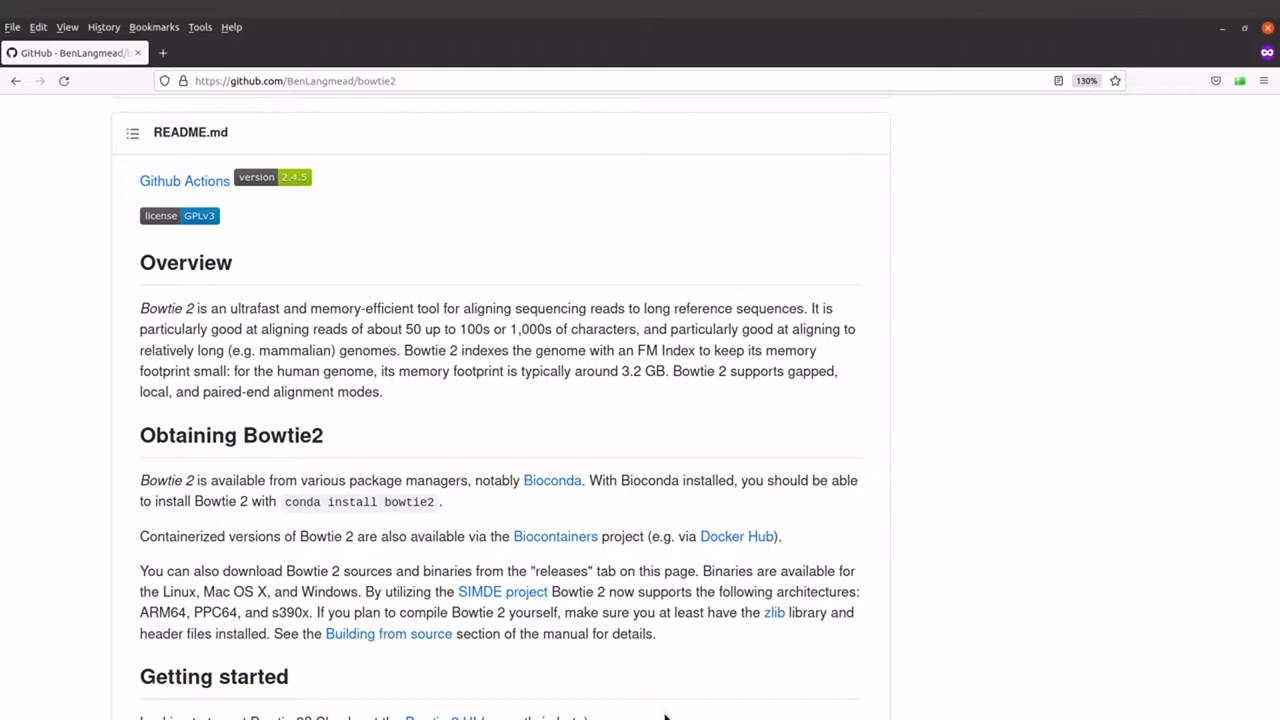 File Edit View History Bookmarks Tools Help
GitHub - BenLangmead/b
https://github.com/BenLangmead/bowtie2 130%
README.md
Github Actions version 2.4.5
license GPLv3
Overview
Bowtie 2 is an ultrafast and memory-efficient tool for aligning sequencing reads to long reference sequences. It is
particularly good at aligning reads of about 50 up to 100s or 1,000s of characters, and particularly good at aligning to
relatively long (e.g. mammalian) genomes. Bowtie 2 indexes the genome with an FM Index to keep its memory
footprint small: for the human genome, its memory footprint is typically around 3.2 GB. Bowtie 2 supports gapped,
local, and paired-end alignment modes.
Obtaining Bowtie2
Bowtie 2 is available from various package managers, notably Bioconda. With Bioconda installed, you should be able
to install Bowtie 2 with conda install bowtie2.
Containerized versions of Bowtie 2 are also available via the Biocontainers project (e.g. via Docker Hub).
You can also download Bowtie 2 sources and binaries from the "releases" tab on this page. Binaries are available for
the Linux, Mac OS X, and Windows. By utilizing the SIMDE project Bowtie 2 now supports the following architectures:
ARM64, PPC64, and s390x. If you plan to compile Bowtie 2 yourself, make sure you at least have the zlib library and
header files installed. See the Building from source section of the manual for details.
Getting started